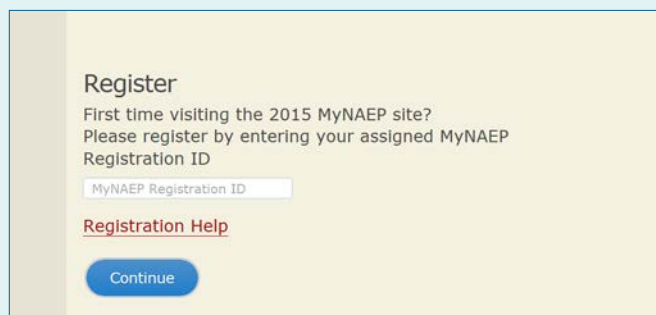 Register
First time visiting the 2015 MyNAEP site?
Please register by entering your assigned MyNAEP
Registration ID
MyNAEP Registration ID
Registration Help
Continue